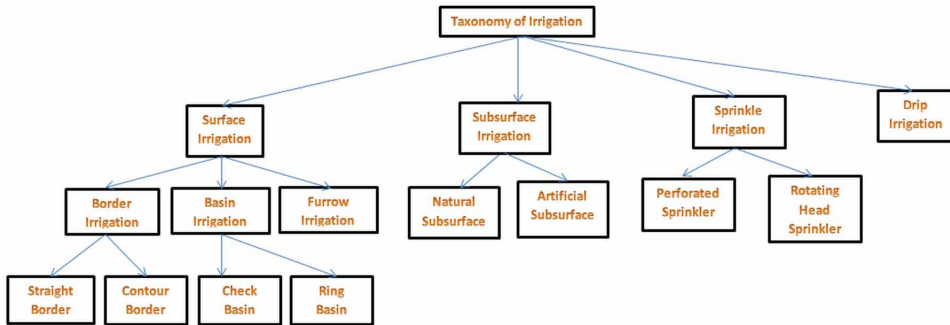 Taxonomy of Irrigation
Surface
Irrigation
Subsurface
Irrigation
Sprinkle
Irrigation
Drip
Irrigation
Border
Irrigation
Basin
Irrigation
Furrow
Irrigation
Natural
Subsurface
Artificial
Subsurface
Perforated
Sprinkler
Rotating
Head
Sprinkler
Straight
Border
Contour
Border
Check
Basin
Ring
Basin